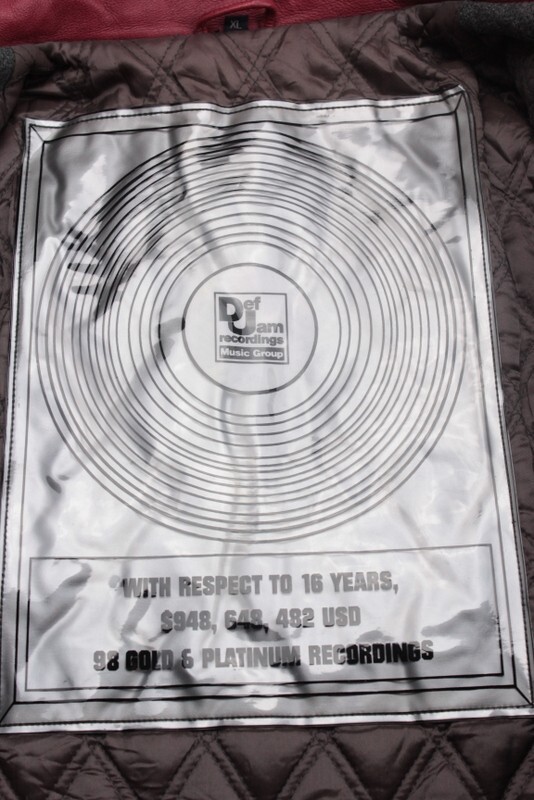 XL
Def
Jam
recordings
Music Group
WITH RESPECT TO 16 YEARS,
$948, 648, 482 USD
98 GOLD & PLATINUM RECORDINGS